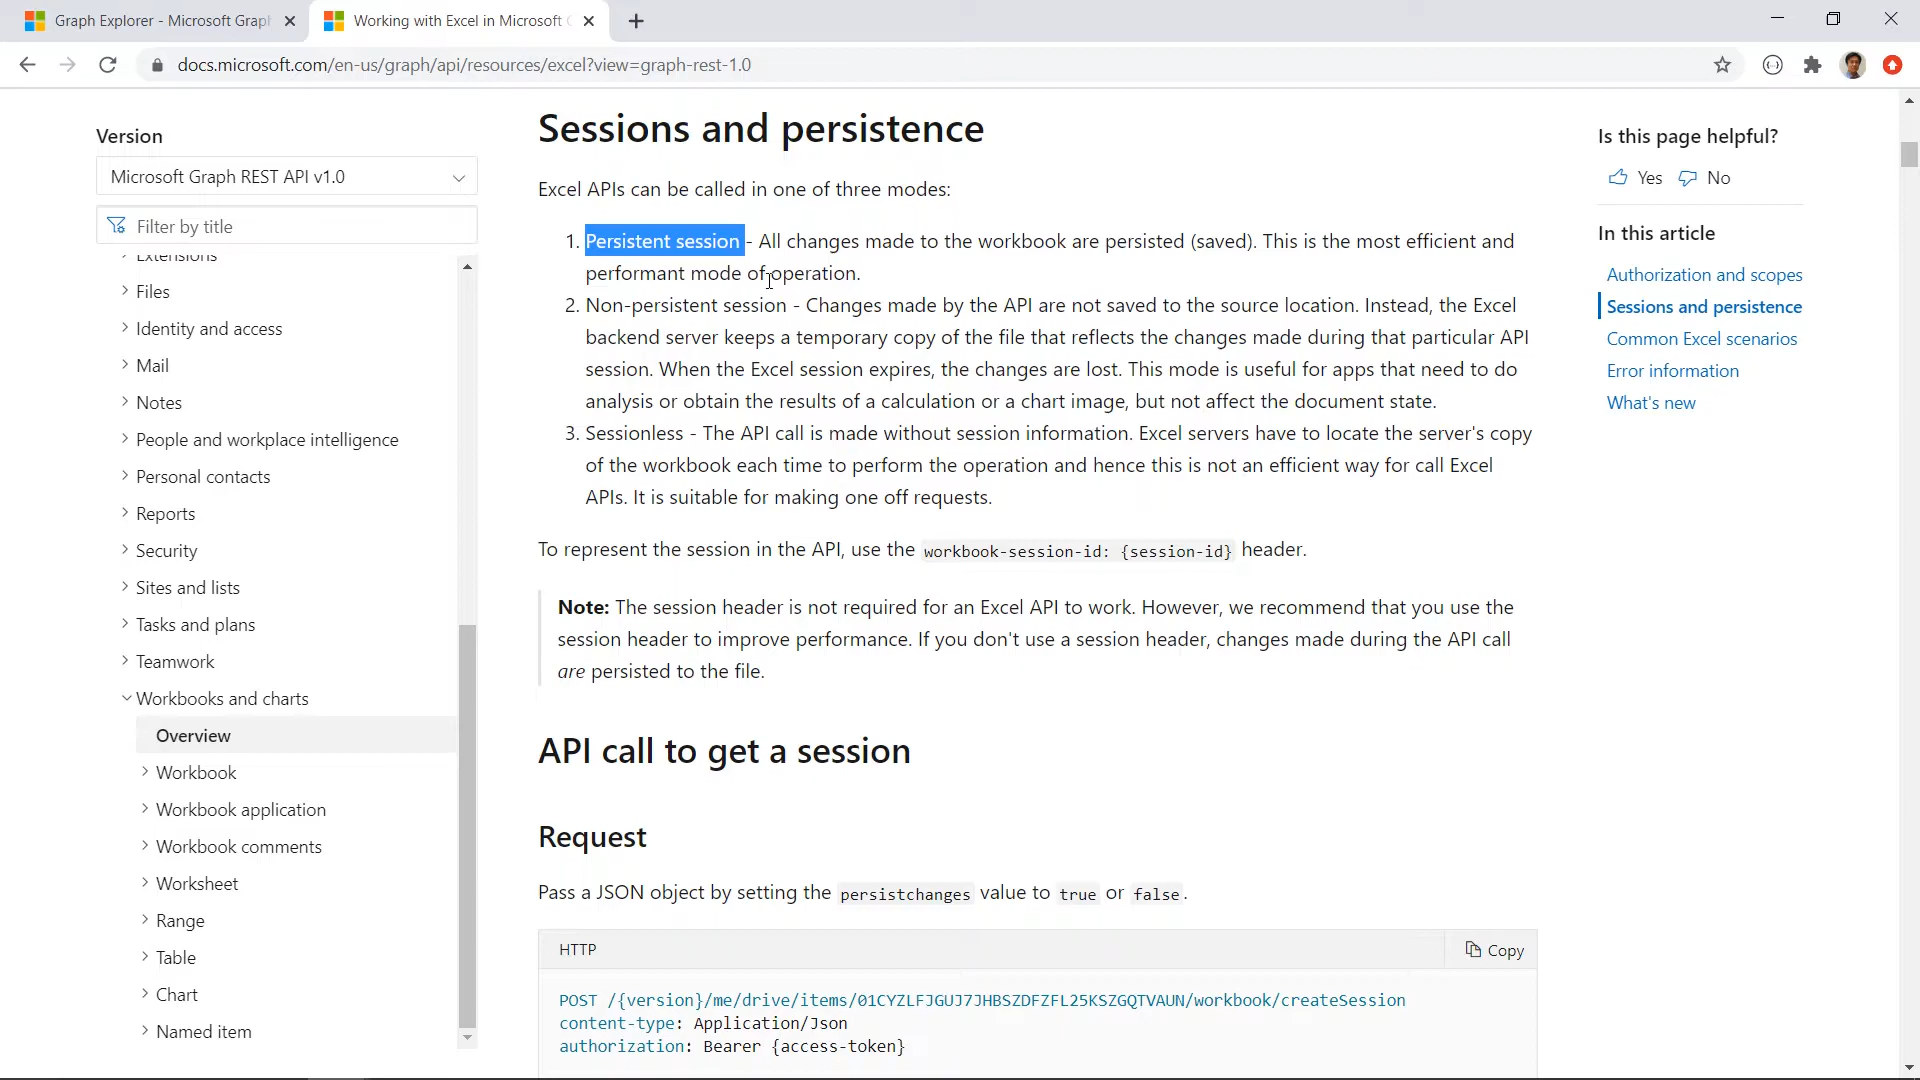 Graph Explorer - Microsoft Graph
Working with Excel in Microsoft G
docs.microsoft.com/en-us/graph/api/resources/excel?view=graph-rest-1.0
Version
Microsoft Graph REST API v1.0
Filter by title
Extensions
Files
Identity and access
Mail
Notes
People and workplace intelligence
Personal contacts
Reports
Security
Sites and lists
Tasks and plans
Teamwork
Workbooks and charts
Overview
Workbook
Workbook application
Workbook comments
Worksheet
Range
Table
Chart
Named item
Sessions and persistence
Excel APIs can be called in one of three modes:
1. Persistent session - All changes made to the workbook are persisted (saved). This is the most efficient and
performant mode of operation.
2. Non-persistent session - Changes made by the API are not saved to the source location. Instead, the Excel
backend server keeps a temporary copy of the file that reflects the changes made during that particular API
session. When the Excel session expires, the changes are lost. This mode is useful for apps that need to do
analysis or obtain the results of a calculation or a chart image, but not affect the document state.
3. Sessionless - The API call is made without session information. Excel servers have to locate the server's copy
of the workbook each time to perform the operation and hence this is not an efficient way for call Excel
APIs. It is suitable for making one off requests.
To represent the session in the API, use the workbook-session-id: {session-id} header.
Note: The session header is not required for an Excel API to work. However, we recommend that you use the
session header to improve performance. If you don't use a session header, changes made during the API call
are persisted to the file.
API call to get a session
Request
Pass a JSON object by setting the persistchanges value to true or false.
HTTP
Copy
POST /{version}/me/drive/items/01CYZLFJGUJ7JHBSZDFZFL25KSZGQTVAUN/workbook/createSession
content-type: Application/Json
authorization: Bearer {access-token}
Is this page helpful?
Yes No
In this article
Authorization and scopes
Sessions and persistence
Common Excel scenarios
Error information
What's new